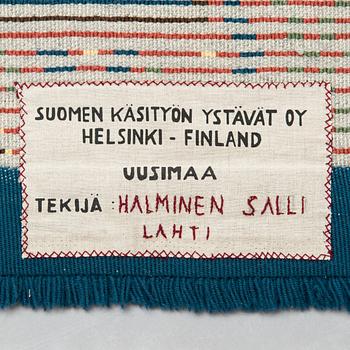 SUOMEN KÄSITYÖN YSTÄVÄT OY
HELSINKI - FINLAND
UUSIMAA
TEKIJÄ : HALMINEN SALLI
LAHTI